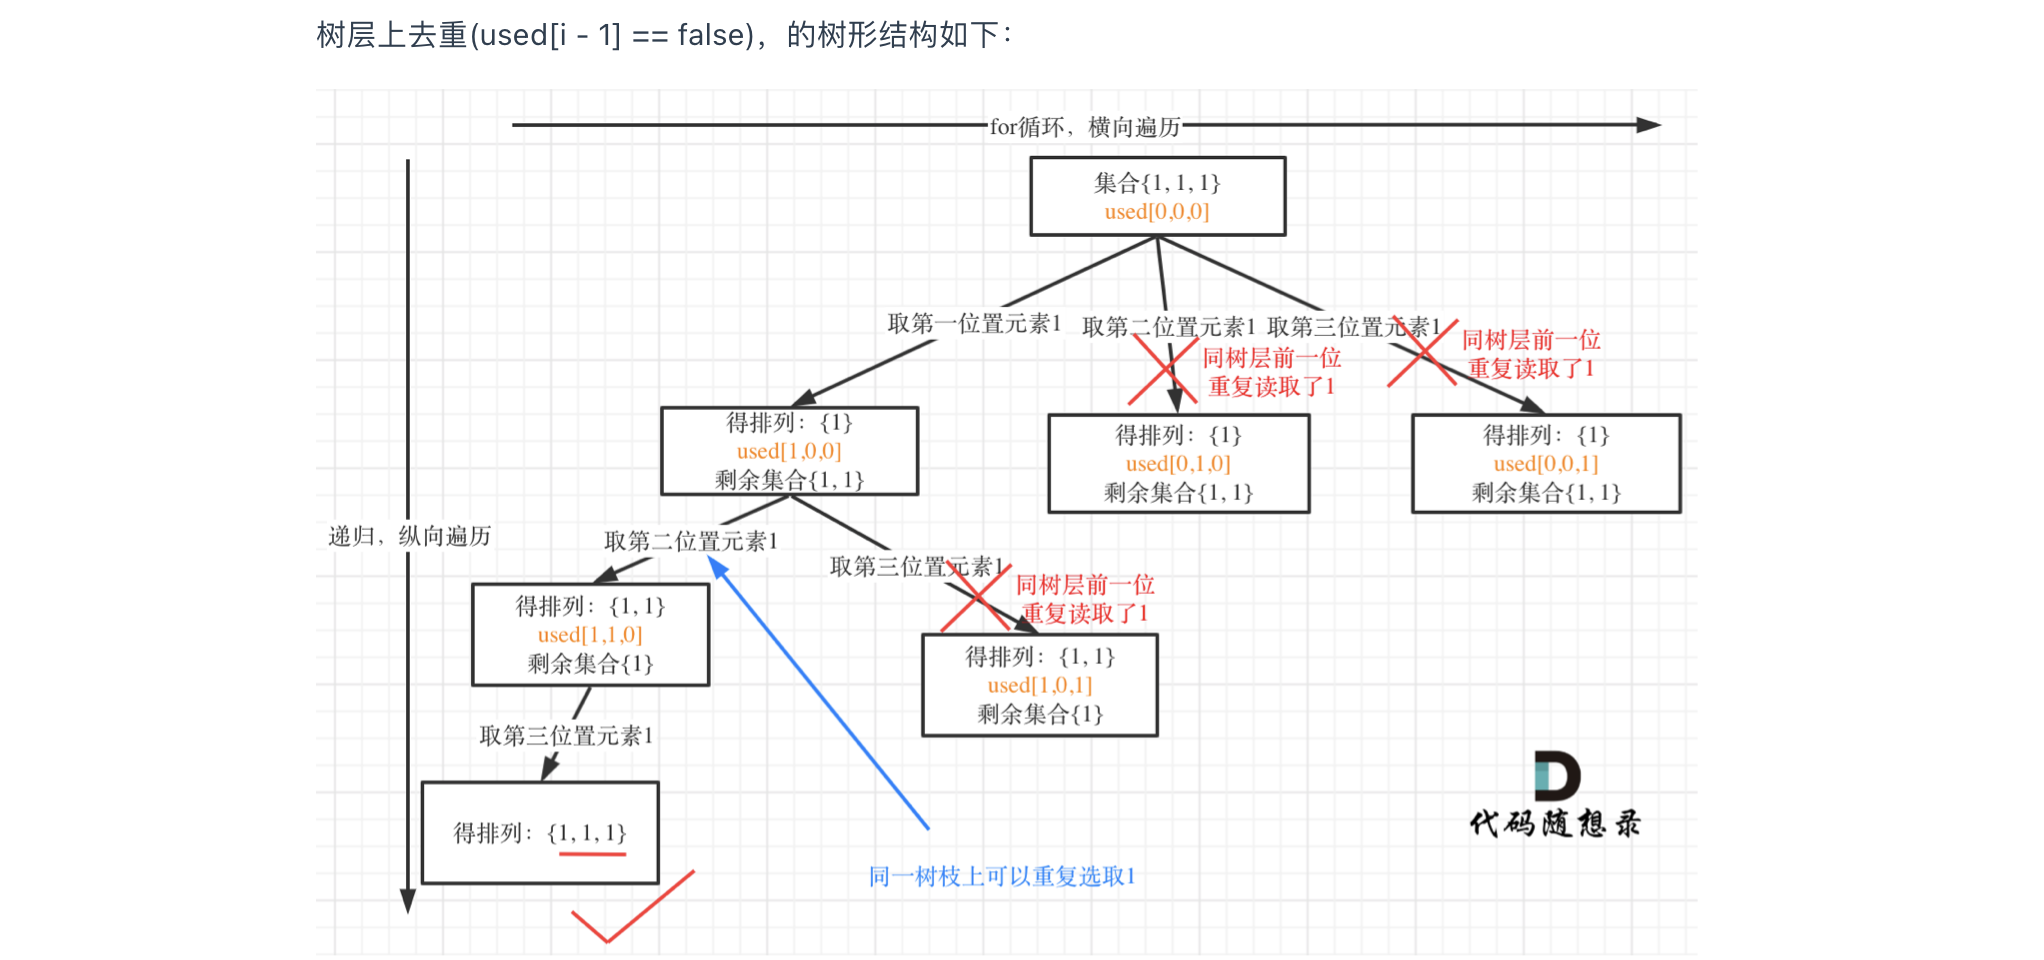 树层上去重(used[i - 1] == false)，的树形结构如下：
for循环，横向遍历
集合{1, 1, 1}
used[0,0,0]
取第一位置元素1
取第二位置元素1
取第三位置元素1
同树层前一位
重复读取了1
同树层前一位
重复读取了1
得排列：{1}
used[1,0,0]
剩余集合{1, 1}
得排列：{1}
used[0,1,0]
剩余集合{1, 1}
得排列：{1}
used[0,0,1]
剩余集合{1, 1}
递归，纵向遍历
取第二位置元素1
取第三位置元素1
同树层前一位
重复读取了1
得排列：{1, 1}
used[1,1,0]
剩余集合{1}
得排列：{1, 1}
used[1,0,1]
剩余集合{1}
取第三位置元素1
得排列：{1, 1, 1}
同一树枝上可以重复选取1
代码随想录